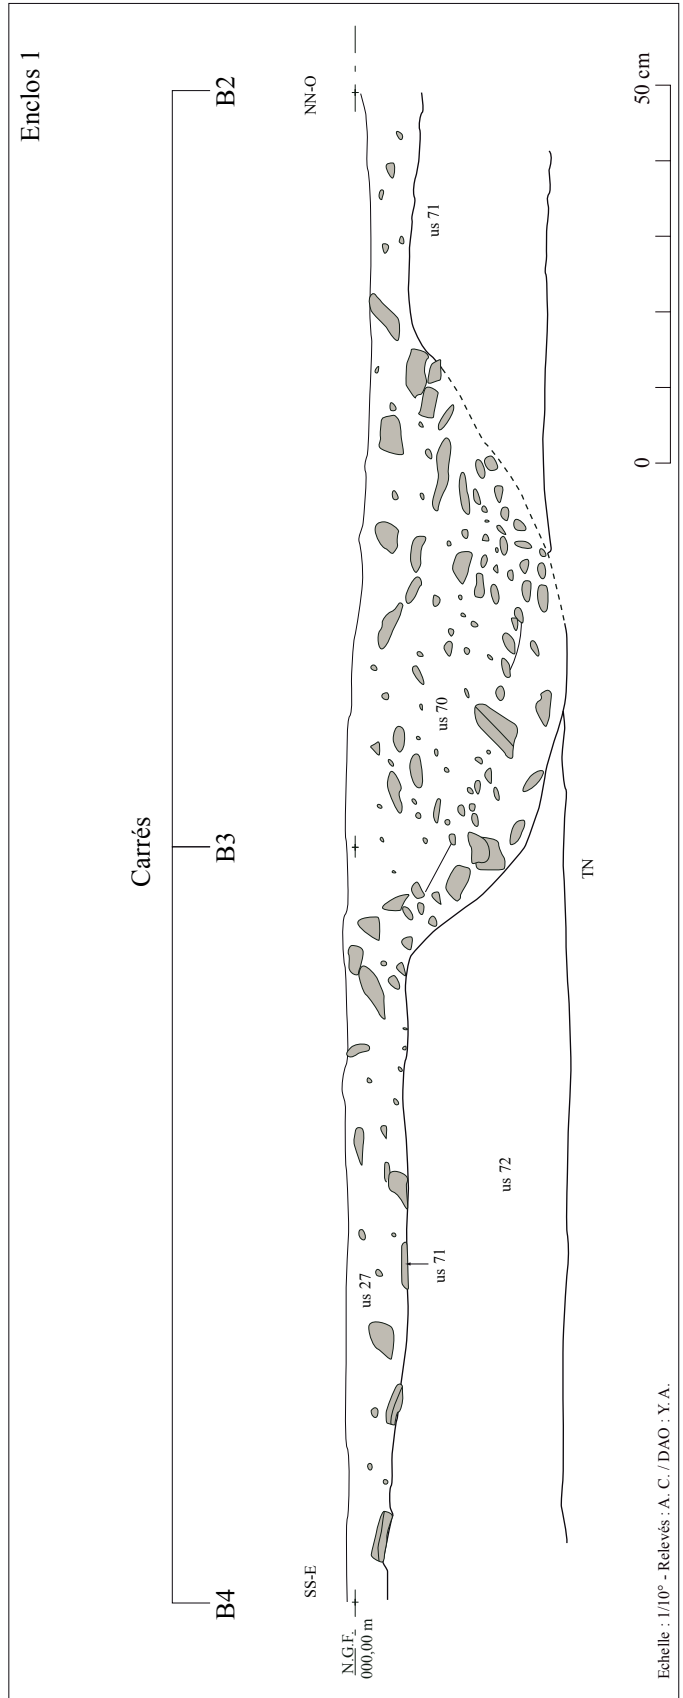 Enclos 1
Carrés
B4
B3
B2
SS-E
NN-O
N.G.F.
000,00 m
us 27
us 71
us 70
us 71
us 72
TN
0
50 cm
Echelle : 1/10° - Relevés : A. C. / DAO : Y. A.